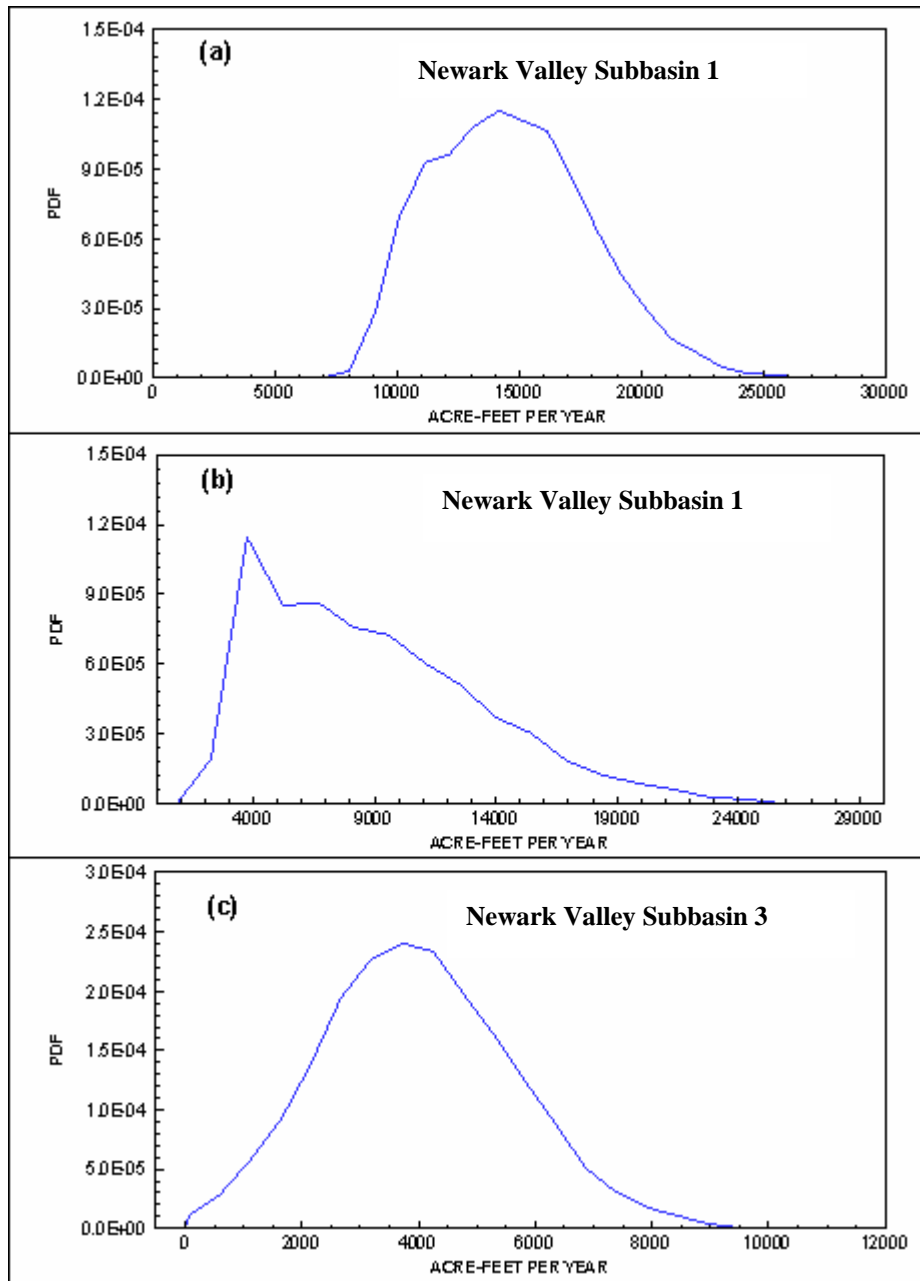 (a)
Newark Valley Subbasin 1
1.5E-04
1.2E-04
9.0E-05
6.0E-05
3.0E-05
0.0E+00
PDF
0 5000 10000 15000 20000 25000 30000
ACRE-FEET PER YEAR
(b)
Newark Valley Subbasin 1
1.5E-04
1.2E-04
9.0E-05
6.0E-05
3.0E-05
0.0E+00
PDF
4000 9000 14000 19000 24000 29000
ACRE-FEET PER YEAR
(c)
Newark Valley Subbasin 3
3.0E-04
2.5E-04
2.0E-04
1.5E-04
1.0E-04
5.0E-05
0.0E+00
PDF
0 2000 4000 6000 8000 10000 12000
ACRE-FEET PER YEAR